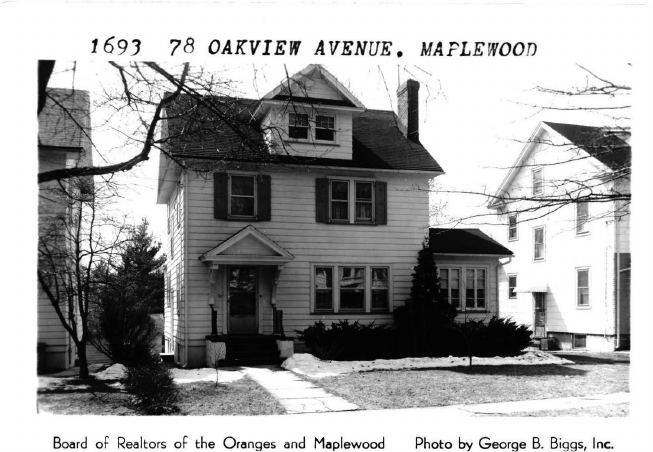 1693 78 OAKVIEW AVENUE. MAPLEWOOD
Board of Realtors of the Oranges and Maplewood Photo by George B. Biggs, Inc.